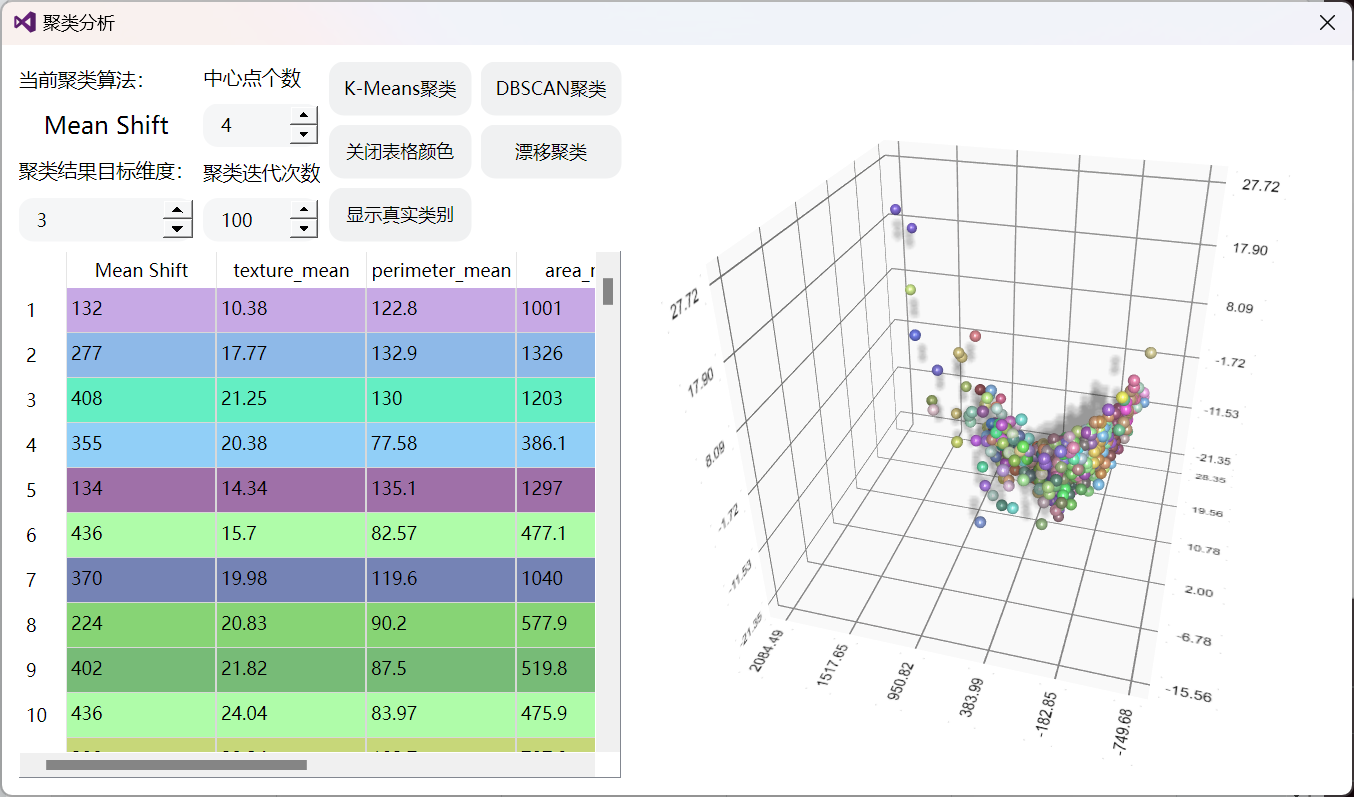 聚类分析
当前聚类算法：
中心点个数
K-Means聚类
DBSCAN聚类
Mean Shift
4
关闭表格颜色
漂移聚类
聚类结果目标维度：
聚类迭代次数
3
100
显示真实类别
Mean Shift texture_mean perimeter_mean area_r
1 132 10.38 122.8 1001
2 277 17.77 132.9 1326
3 408 21.25 130 1203
4 355 20.38 77.58 386.1
5 134 14.34 135.1 1297
6 436 15.7 82.57 477.1
7 370 19.98 119.6 1040
8 224 20.83 90.2 577.9
9 402 21.82 87.5 519.8
10 436 24.04 83.97 475.9
27.72
17.90
8.09
-1.72
-11.53
-21.35
27.72
17.90
8.09
-1.72
-11.53
-21.35
28.35
19.56
10.78
2.00
-6.78
-15.56
2084.49
1517.65
950.82
383.99
-182.85
-749.68